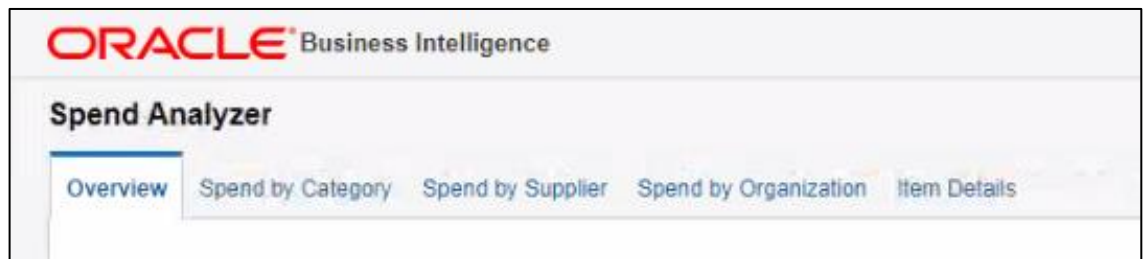 ORACLE Business Intelligence
Spend Analyzer
Overview Spend by Category Spend by Supplier Spend by Organization Item Details